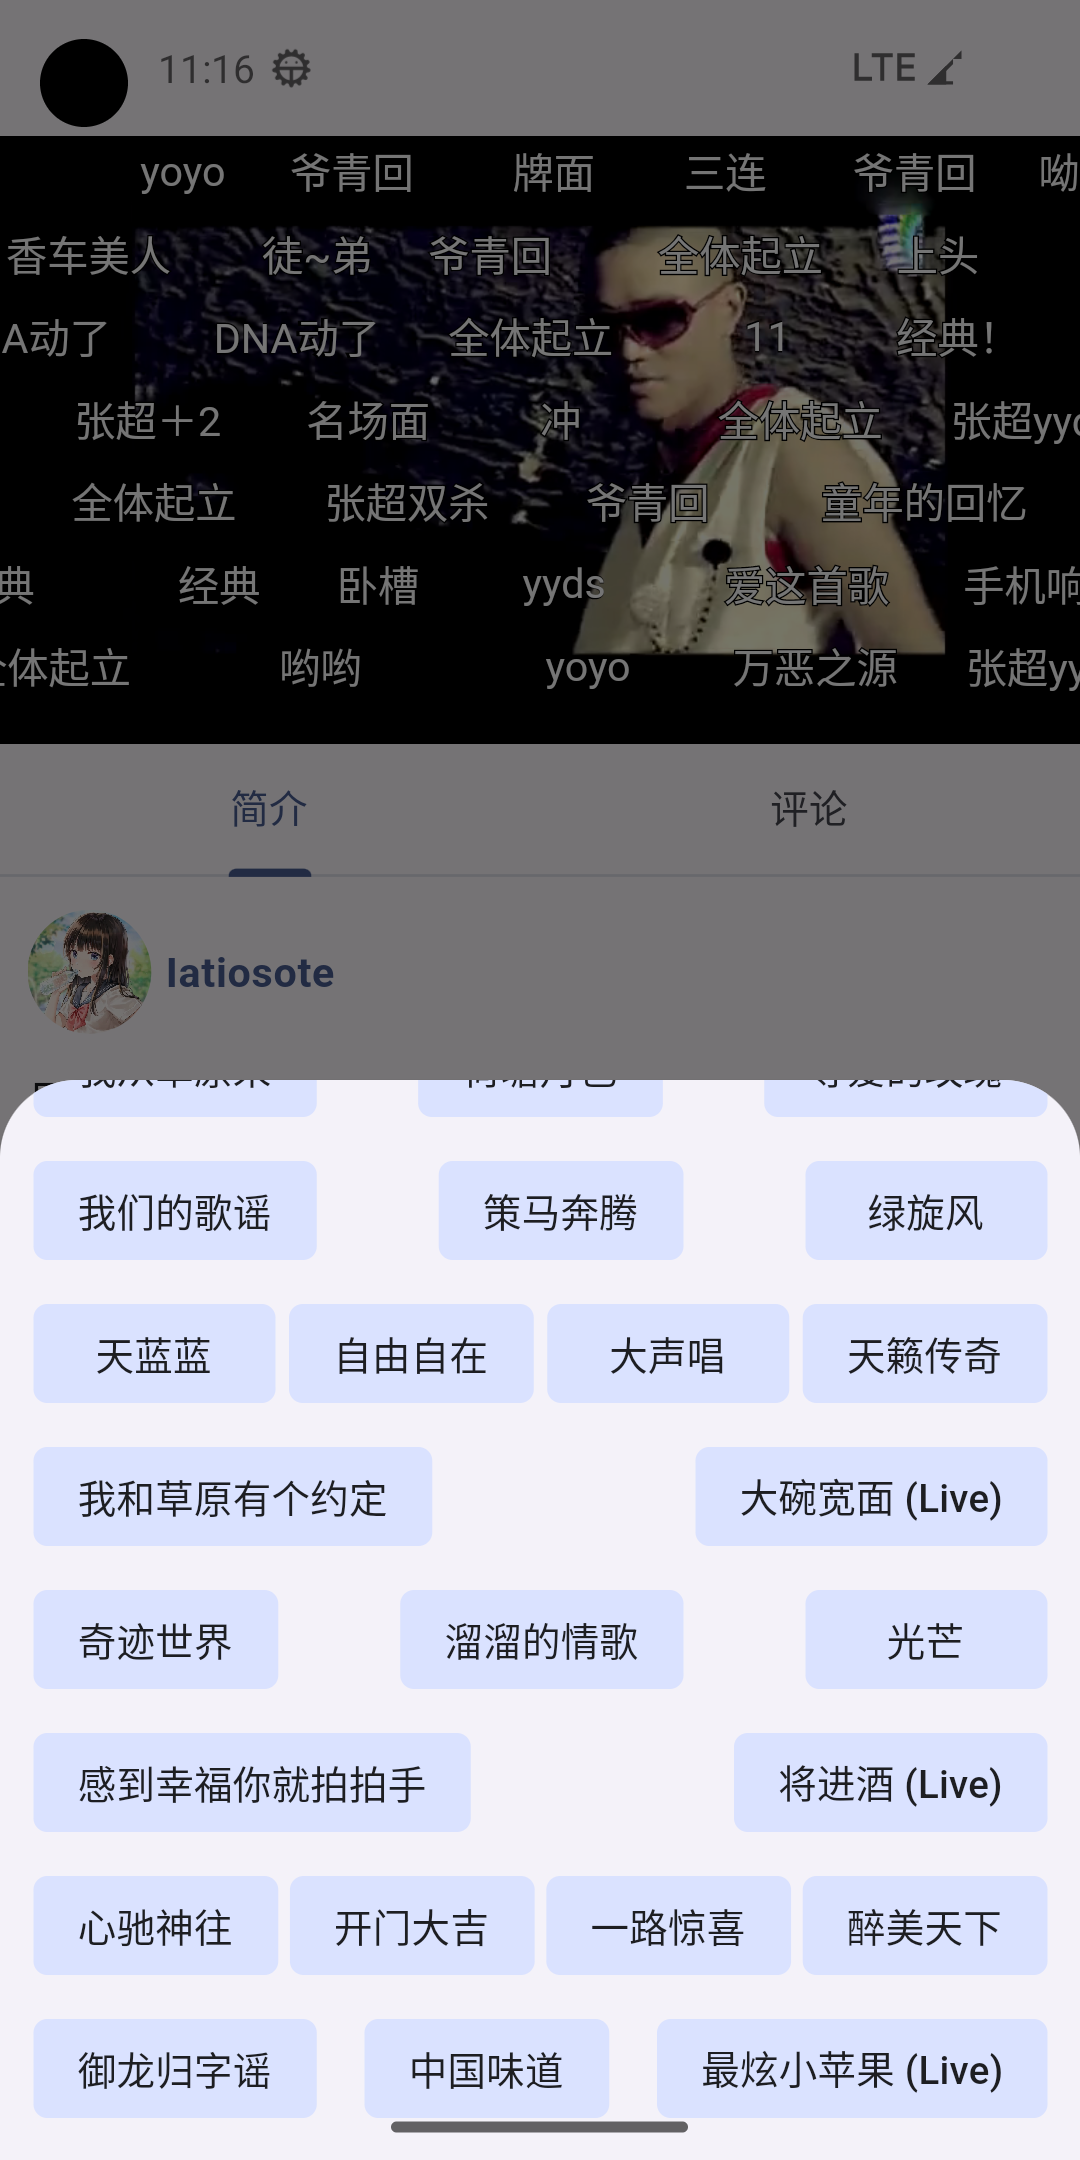 11:16 LTE
yoyo 爷青回 牌面 三连 爷青回 呦
香车美人 徒~弟 爷青回 全体起立 上头
A动了 DNA动了 全体起立 11 经典！
张超＋2 名场面 冲 全体起立 张超yyd
全体起立 张超双杀 爷青回 童年的回忆
典 经典 卧槽 yyds 爱这首歌 手机响
全体起立 哟哟 yoyo 万恶之源 张超yy
简介 评论
latiosote
我们的歌谣 策马奔腾 绿旋风
天蓝蓝 自由自在 大声唱 天籁传奇
我和草原有个约定 大碗宽面 (Live)
奇迹世界 溜溜的情歌 光芒
感到幸福你就拍拍手 将进酒 (Live)
心驰神往 开门大吉 一路惊喜 醉美天下
御龙归字谣 中国味道 最炫小苹果 (Live)